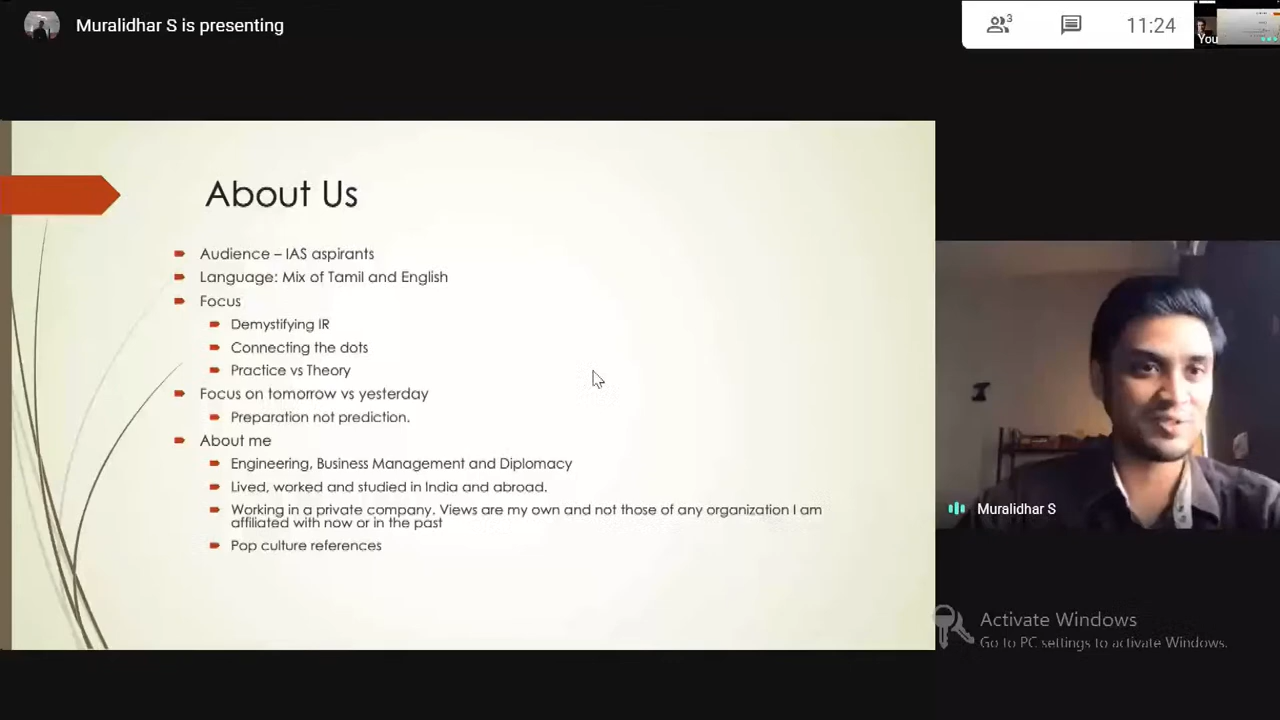 Muralidhar S is presenting
3
11:24
You
About Us
Audience – IAS aspirants
Language: Mix of Tamil and English
Focus
Demystifying IR
Connecting the dots
Practice vs Theory
Focus on tomorrow vs yesterday
Preparation not prediction.
About me
Engineering, Business Management and Diplomacy
Lived, worked and studied in India and abroad.
Working in a private company. Views are my own and not those of any organization I am
affiliated with now or in the past
Pop culture references
Muralidhar S
Activate Windows
Go to PC settings to activate Windows.